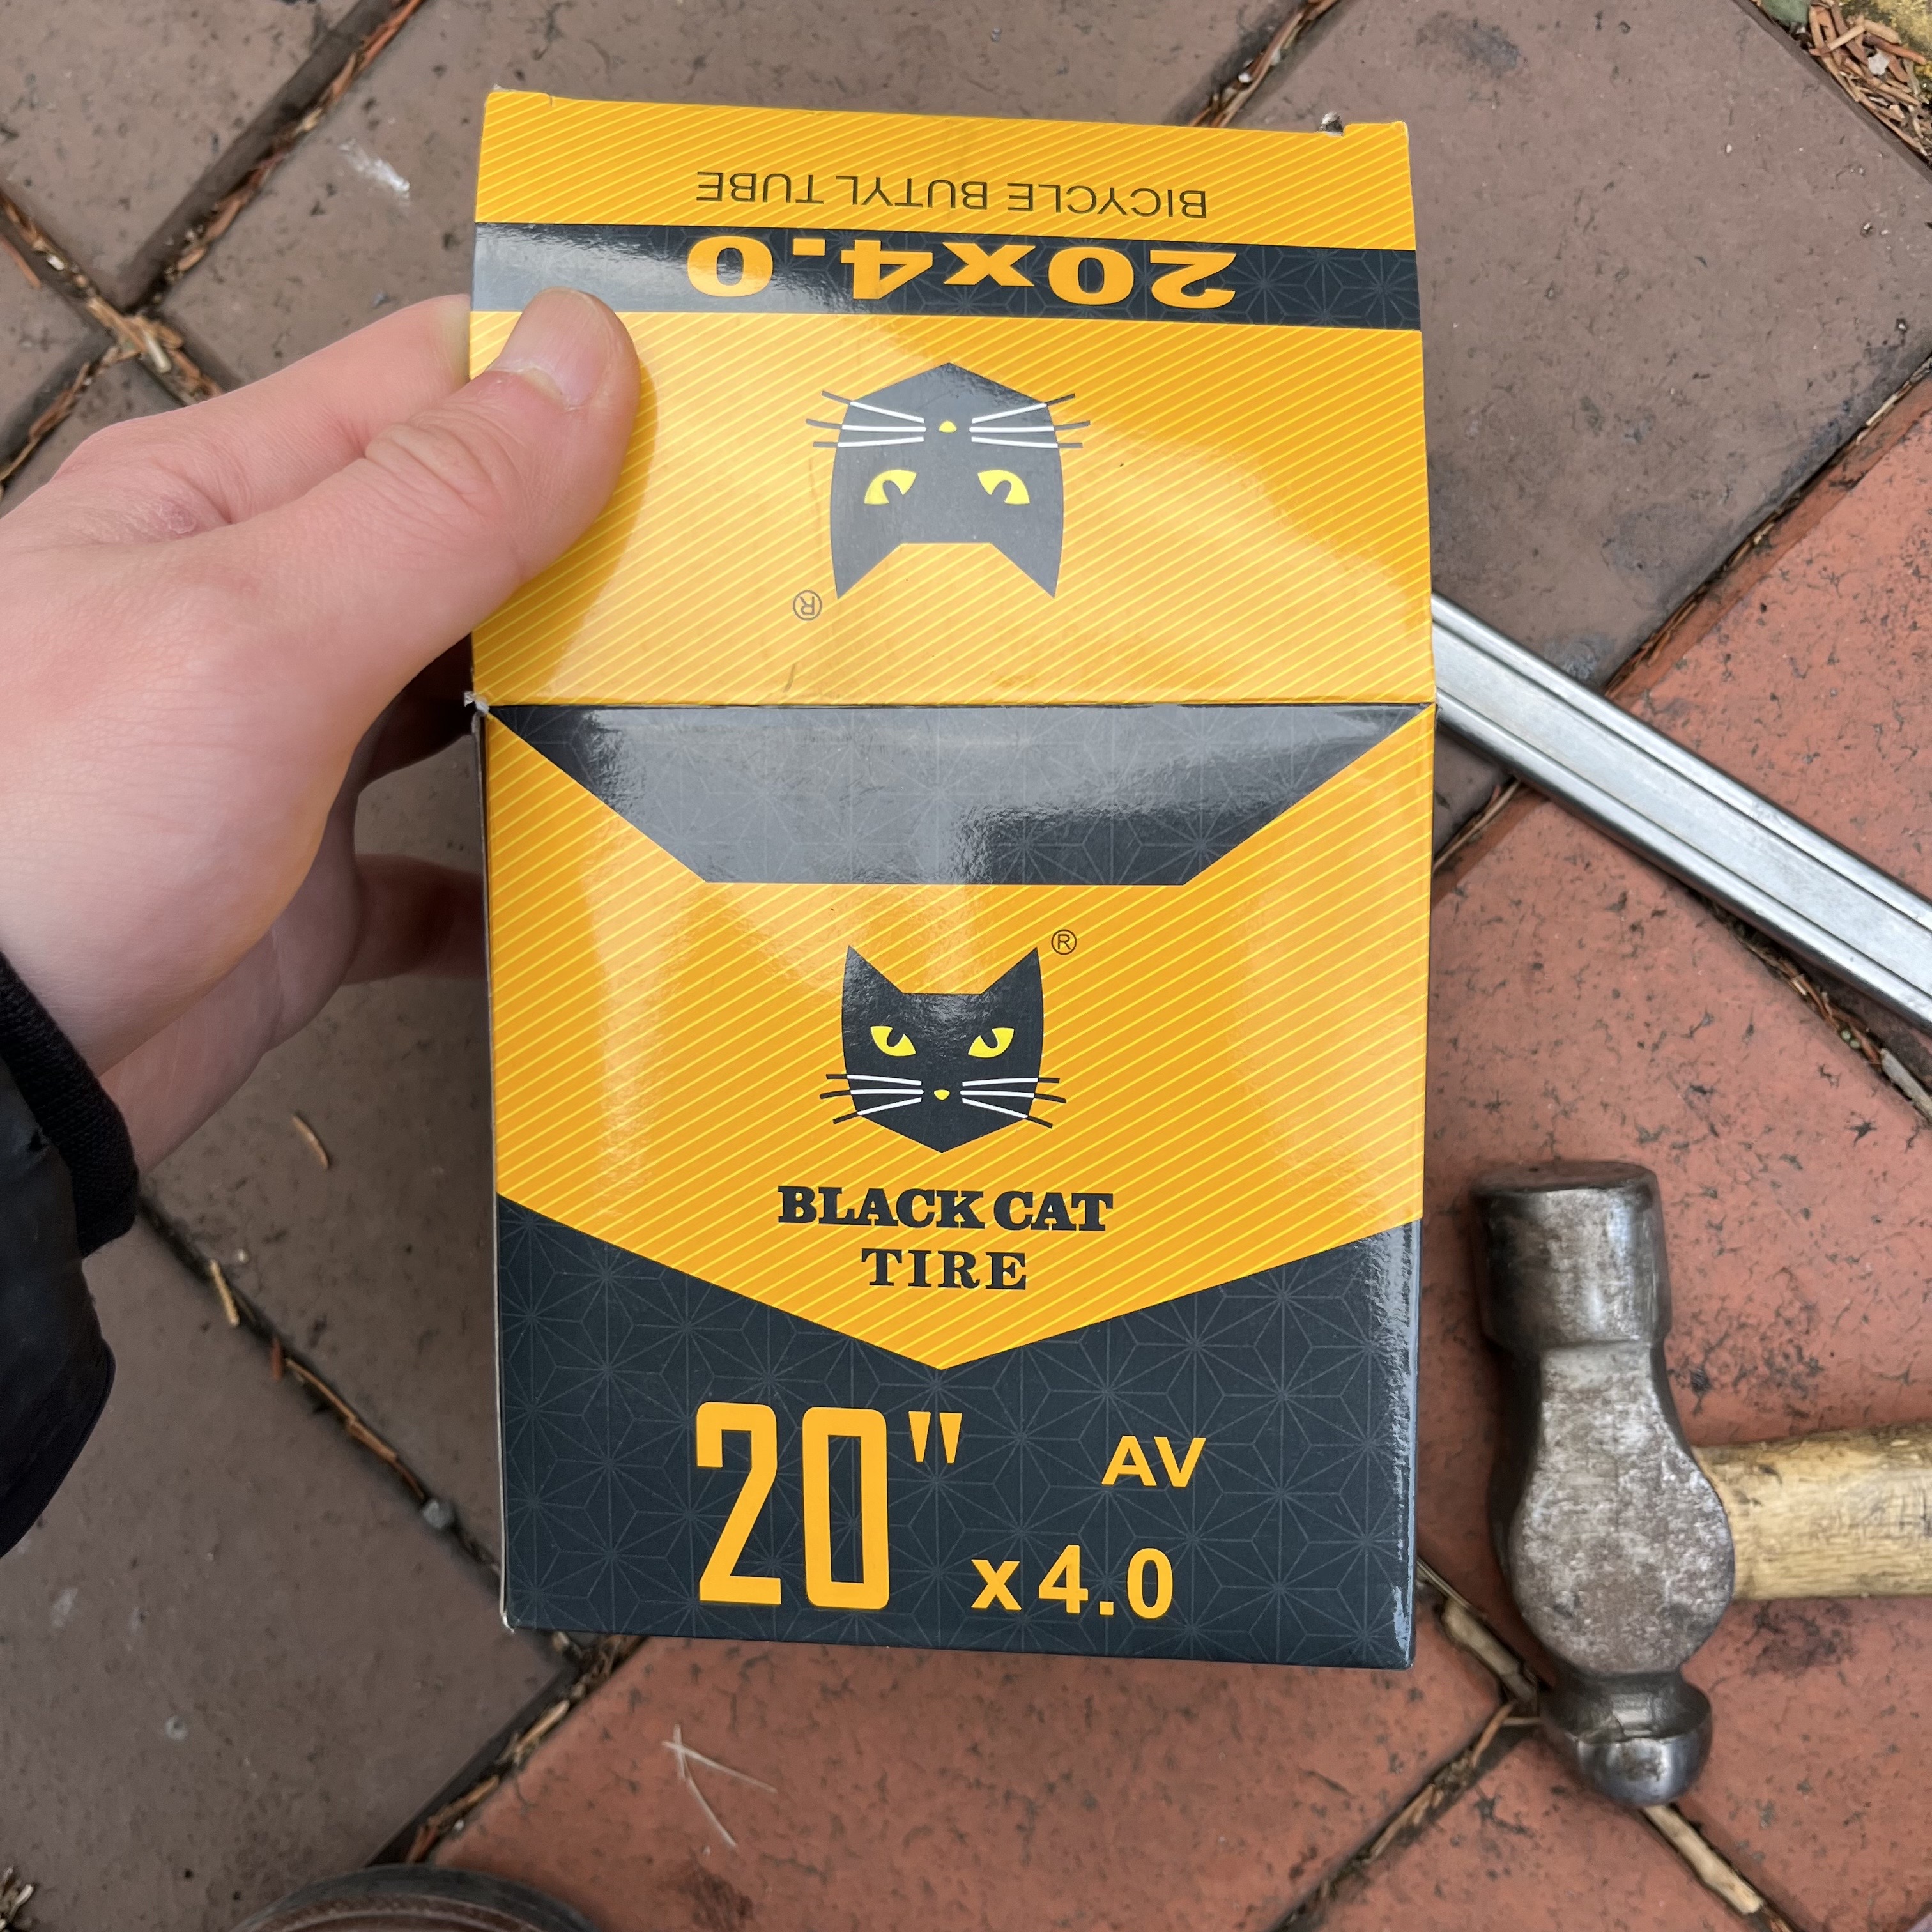 BICYCLE BUTYL TUBE
20x4.0
®
®
BLACK CAT
TIRE
20" AV
x4.0